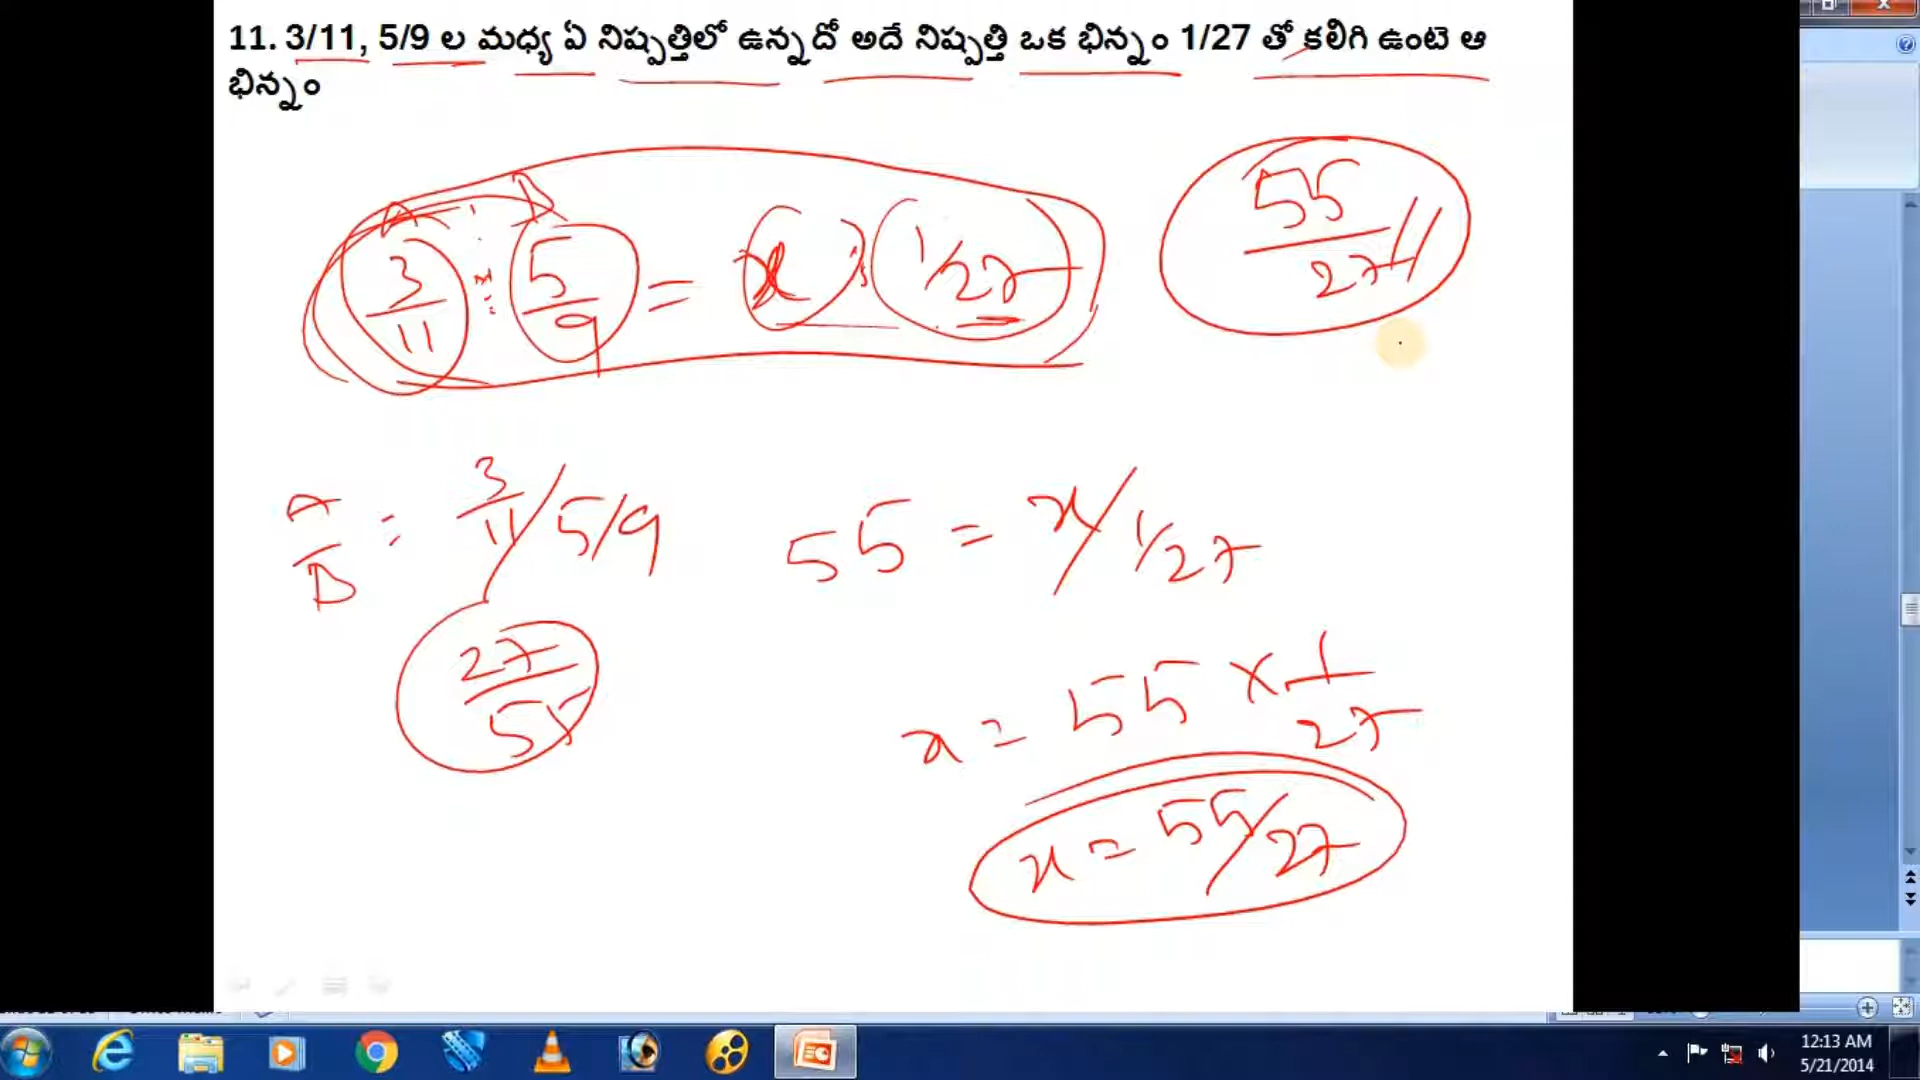 11. 3/11, 5/9 ల మధ్య ఏ నిష్పత్తిలో ఉన్నదో అదే నిష్పత్తి ఒక భిన్నం 1/27 తో కలిగి ఉంటె ఆ
భిన్నం
A B
3/11 : 5/9 = x : 1/27
55/27
A/B = 3/11 / 5/9
55 = x / 1/27
27/55
x = 55 × 1/27
x = 55/27
12:13 AM
5/21/2014